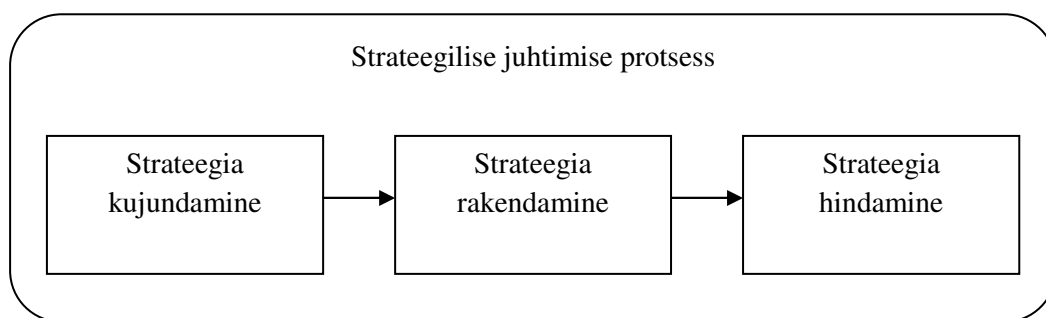 Strateegilise juhtimise protsess
Strateegia
kujundamine
Strateegia
rakendamine
Strateegia
hindamine